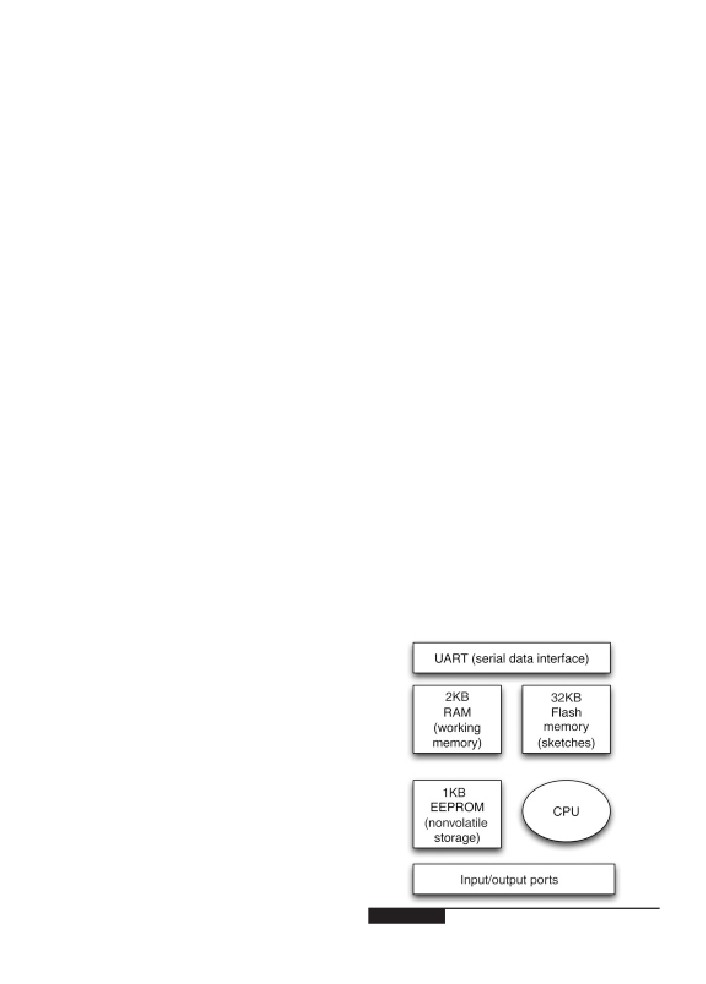 UART (serial data interface)
2KB
RAM
(working
memory)
32KB
Flash
memory
(sketches)
1KB
EEPROM
(nonvolatile
storage)
CPU
Input/output ports